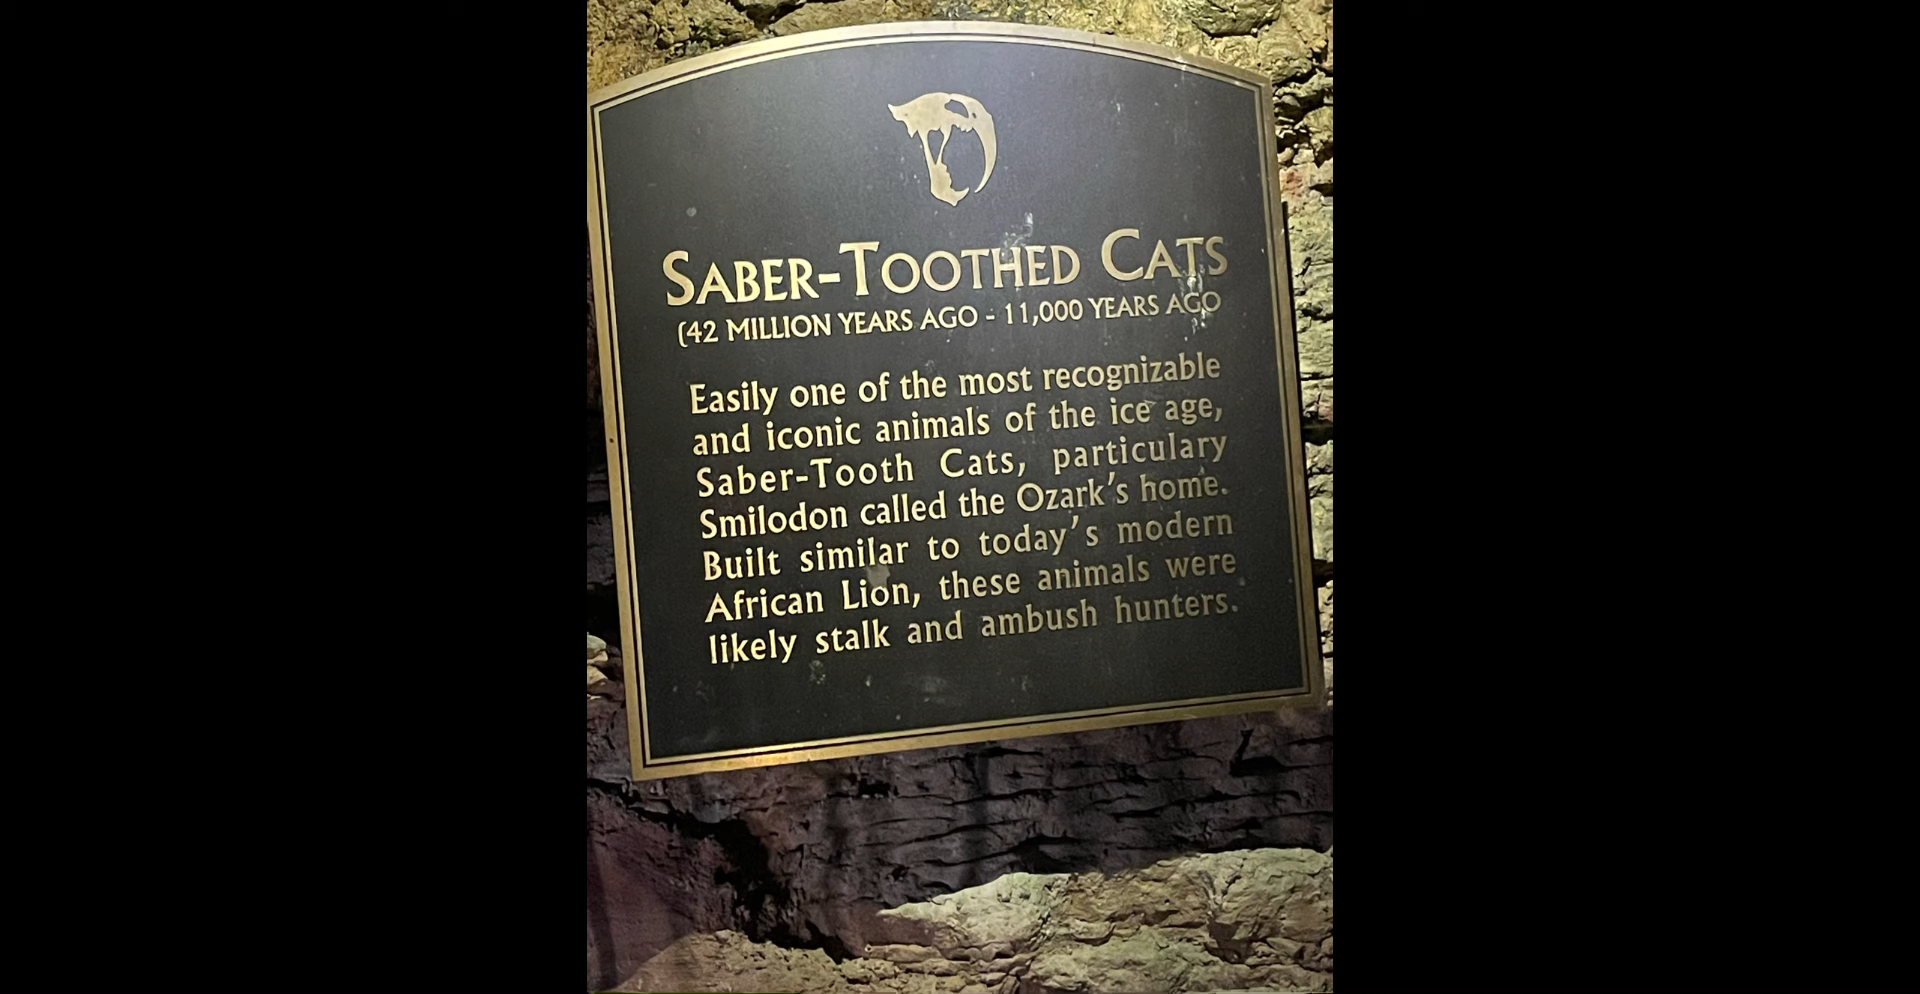 Saber-Toothed Cats
(42 MILLION YEARS AGO - 11,000 YEARS AGO
Easily one of the most recognizable
and iconic animals of the ice age,
Saber-Tooth Cats, particulary
Smilodon called the Ozark's home.
Built similar to today's modern
African Lion, these animals were
likely stalk and ambush hunters.